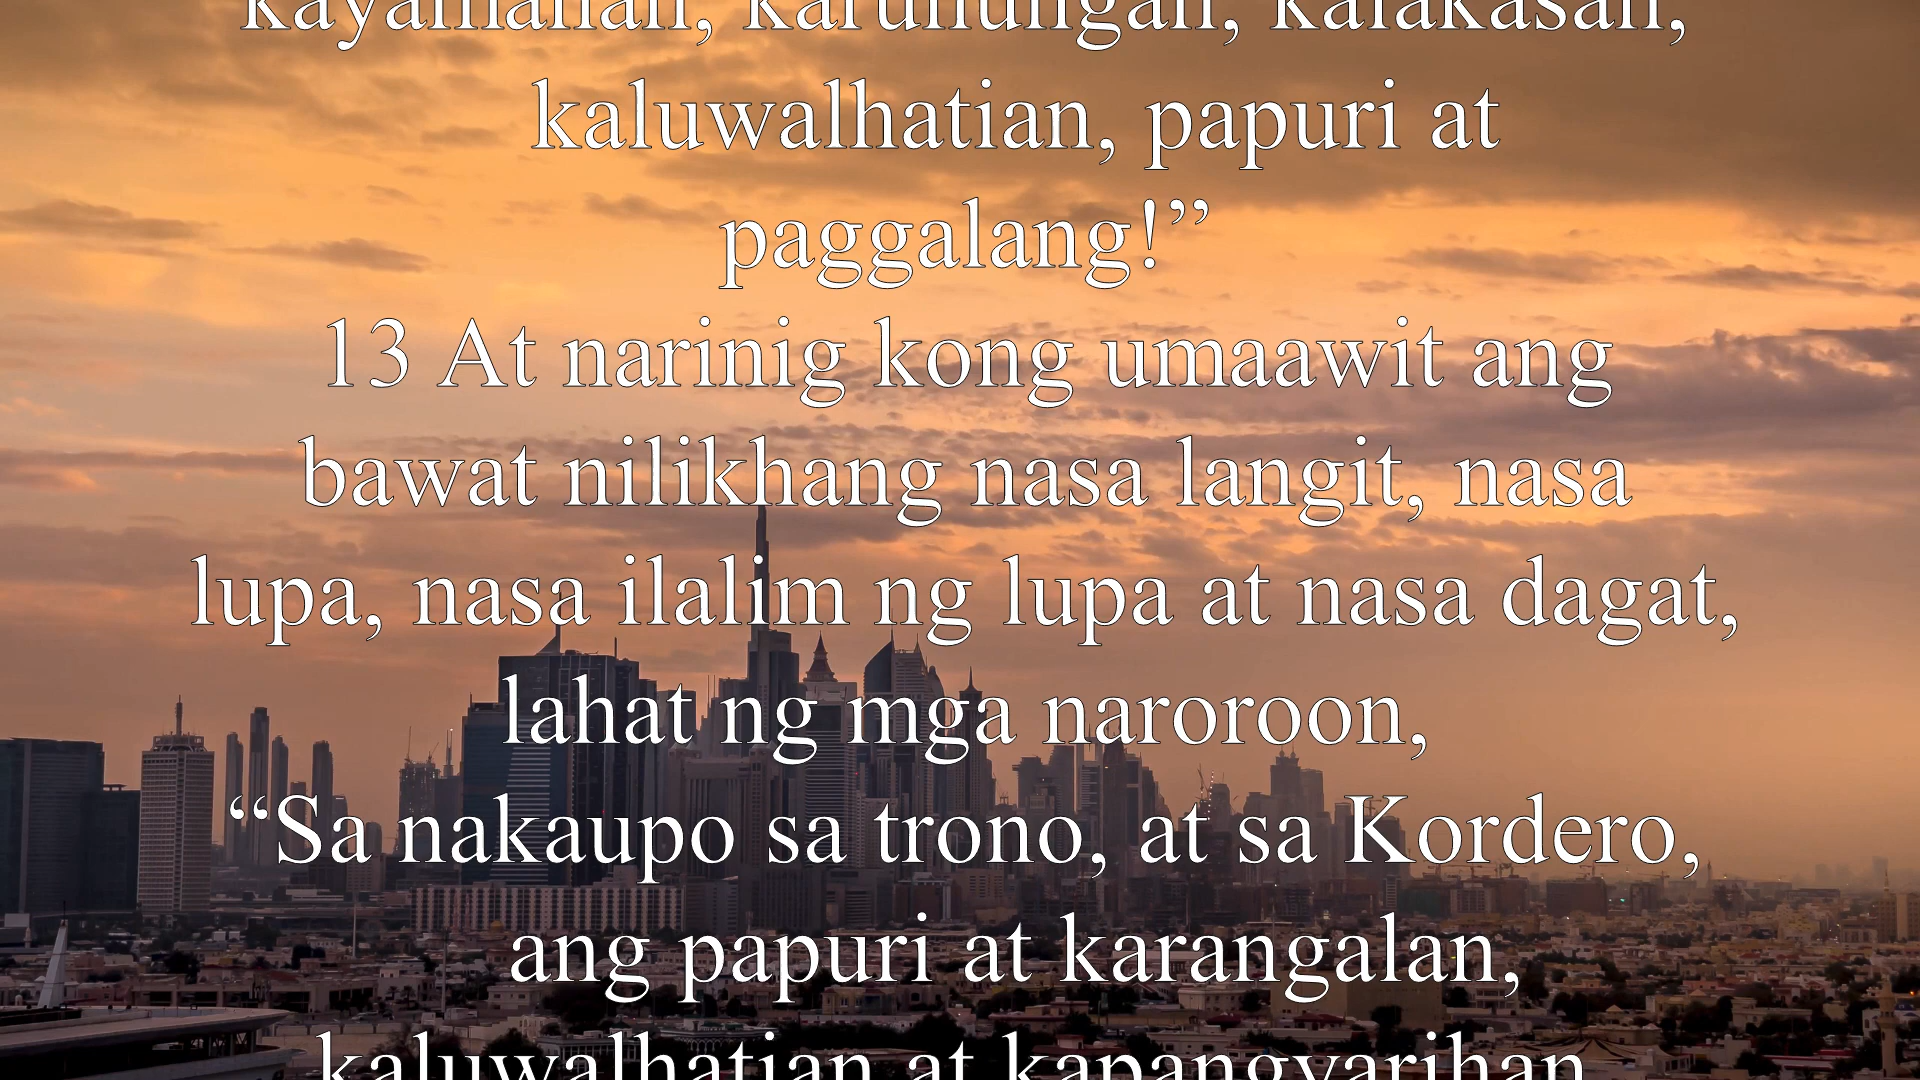 kayamanan, karunungan, kalakasan,
kaluwalhatian, papuri at
paggalang!”
13 At narinig kong umaawit ang
bawat nilikhang nasa langit, nasa
lupa, nasa ilalim ng lupa at nasa dagat,
lahat ng mga naroroon,
“Sa nakaupo sa trono, at sa Kordero,
ang papuri at karangalan,
kaluwalhatian at kapangyarihan